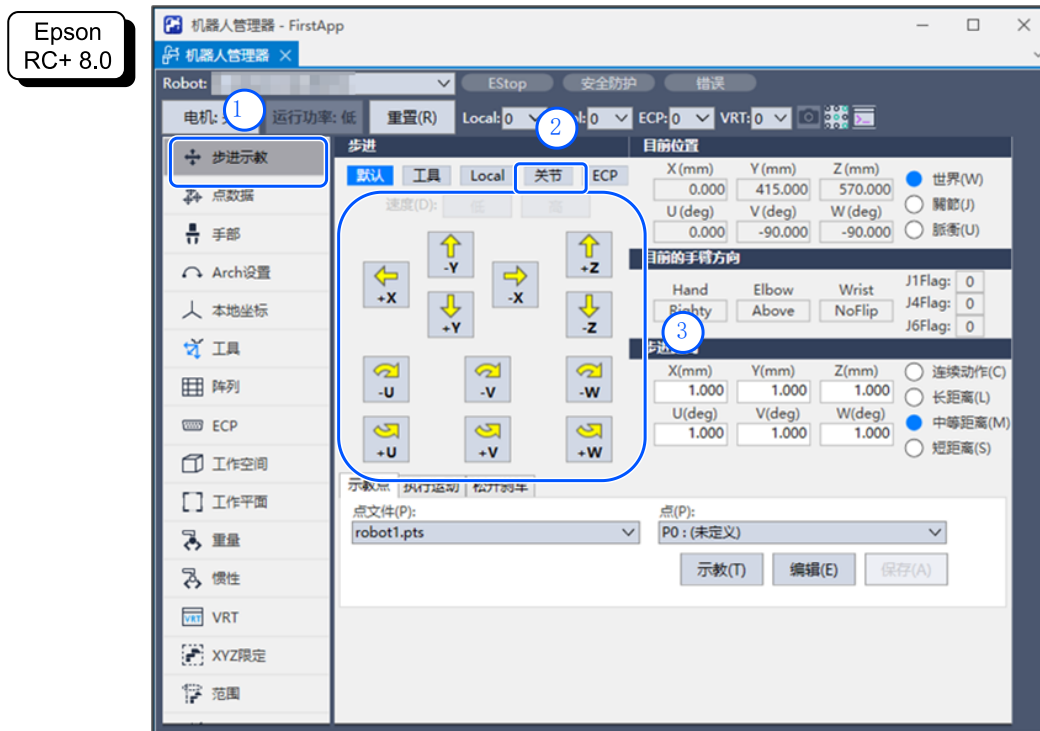 Epson
RC+ 8.0
机器人管理器 - FirstApp
机器人管理器
Robot:
EStop 安全防护 错误
电机: 运行功率: 低 重置(R) Local: 0 0 ECP: 0 VRT: 0
1
2
步进示教
点数据
手部
Arch设置
本地坐标
工具
阵列
ECP
工作空间
工作平面
重量
惯性
VRT
XYZ限定
范围
步进
默认 工具 Local 关节 ECP
速度(D): 低 高
-Y +Z
+X -X
+Y -Z
-U -V -W
+U +V +W
目前位置
X (mm) Y (mm) Z (mm)
0.000 415.000 570.000
U (deg) V (deg) W (deg)
0.000 -90.000 -90.000
世界(W)
關節(J)
脈衝(U)
目前的手臂方向
Hand Elbow Wrist
Righty Above NoFlip
J1Flag: 0
J4Flag: 0
J6Flag: 0
3
步进
X(mm) Y(mm) Z(mm)
1.000 1.000 1.000
U(deg) V(deg) W(deg)
1.000 1.000 1.000
连续动作(C)
长距离(L)
中等距离(M)
短距离(S)
示教点 执行运动 松开刹车
点文件(P):
robot1.pts
点(P):
P0 : (未定义)
示教(T) 编辑(E) 保存(A)